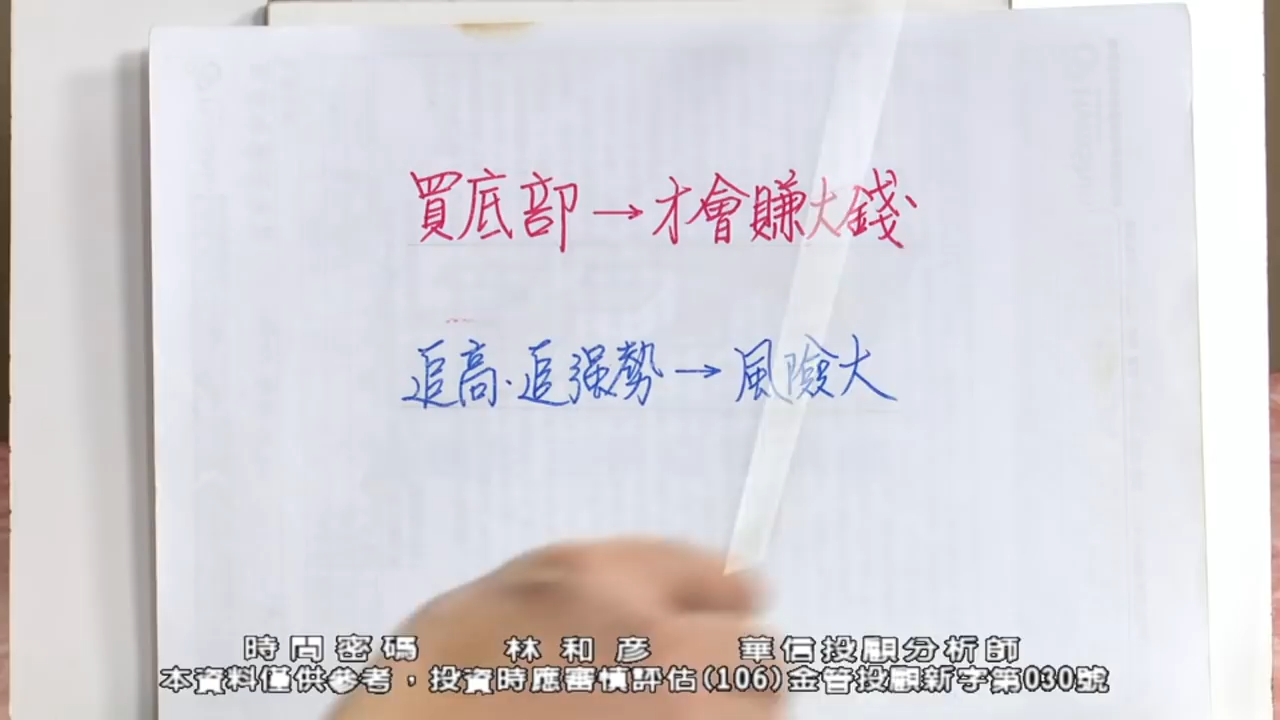 買底部→才會賺大錢
追高.追强勢→風險大
時間密碼 林和彦 華信投顧分析師
本資料僅供參考,投資時應審慎評估(106)金管投顧新字第030號